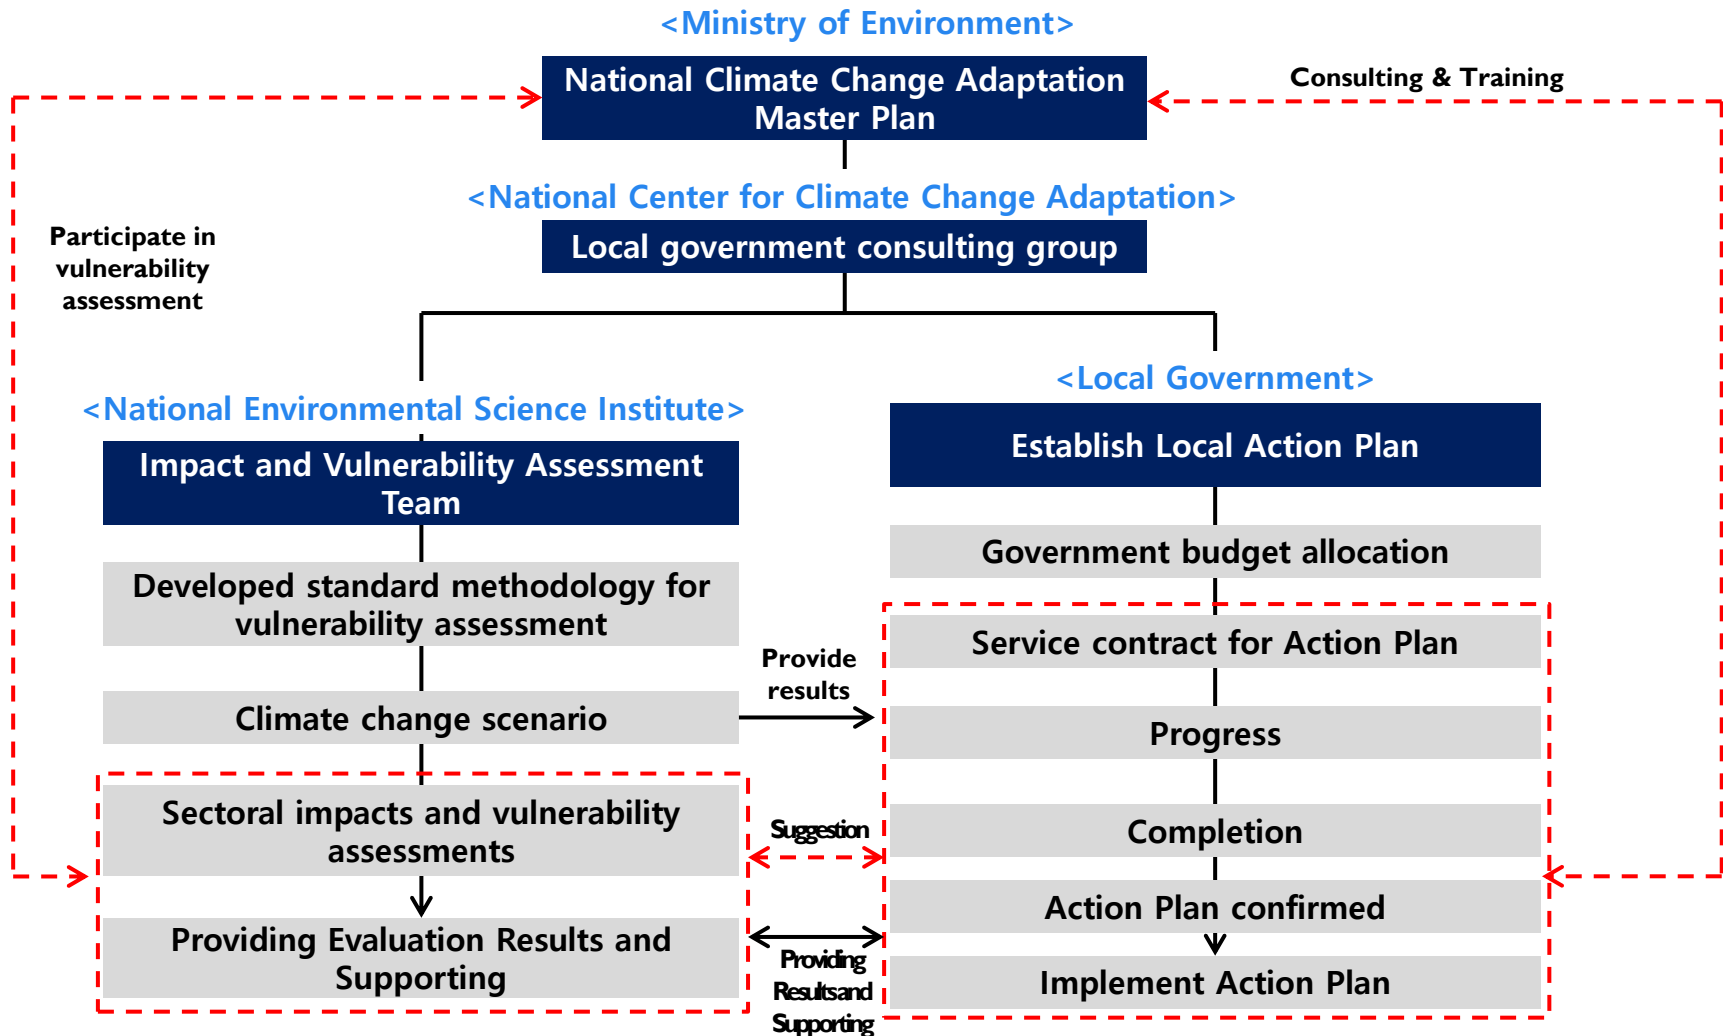 <Ministry of Environment>
National Climate Change Adaptation
Master Plan
Consulting & Training
<National Center for Climate Change Adaptation>
Local government consulting group
Participate in
vulnerability
assessment
<National Environmental Science Institute>
Impact and Vulnerability Assessment
Team
Developed standard methodology for
vulnerability assessment
Climate change scenario
Sectoral impacts and vulnerability
assessments
Providing Evaluation Results and
Supporting
Provide
results
Suggestion
Providing
Results and
Supporting
<Local Government>
Establish Local Action Plan
Government budget allocation
Service contract for Action Plan
Progress
Completion
Action Plan confirmed
Implement Action Plan